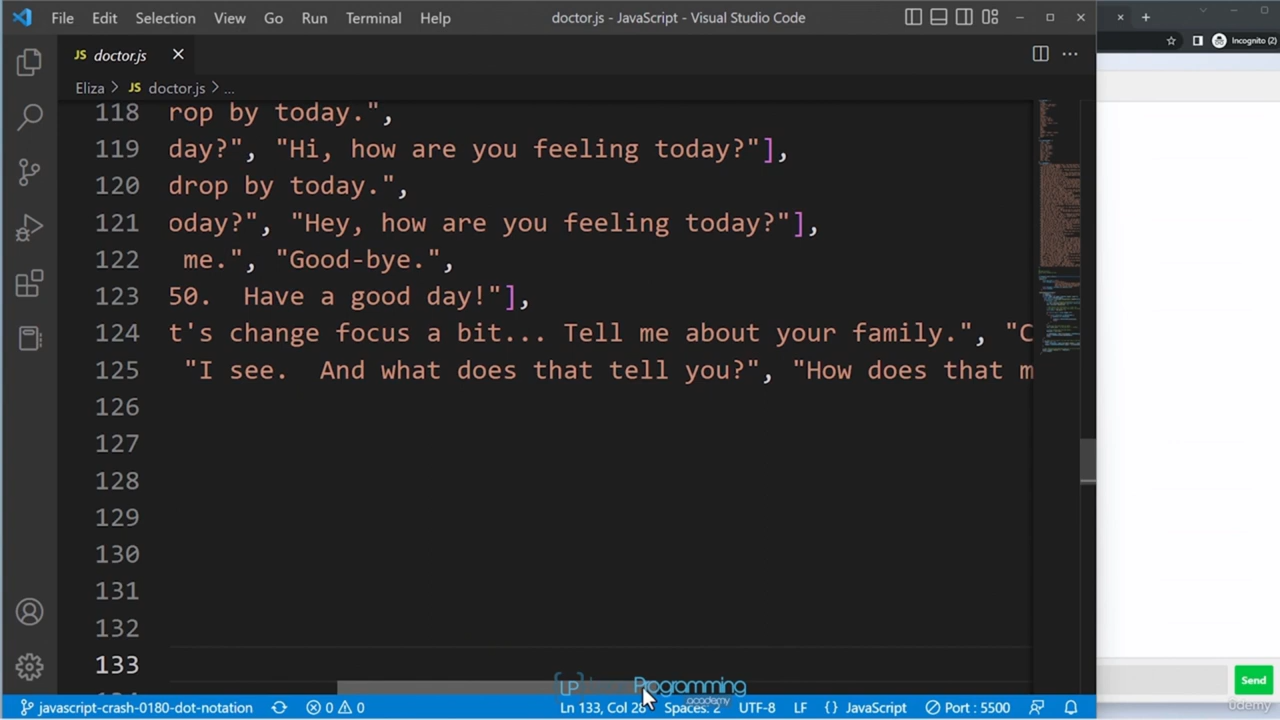 File Edit Selection View Go Run Terminal Help doctor.js - JavaScript - Visual Studio Code
JS doctor.js
Incognito (2)
Eliza > JS doctor.js > ...
118 rop by today.",
119 day?", "Hi, how are you feeling today?"],
120 drop by today.",
121 oday?", "Hey, how are you feeling today?"],
122 me.", "Good-bye.",
123 50.  Have a good day!"],
124 t's change focus a bit... Tell me about your family.", "C
125 "I see.  And what does that tell you?", "How does that m
126
127
128
129
130
131
132
133
Send
LP Programming
academy
javascript-crash-0180-dot-notation 0 0 Ln 133, Col 28 Spaces: 2 UTF-8 LF {} JavaScript Port : 5500
ûdemy